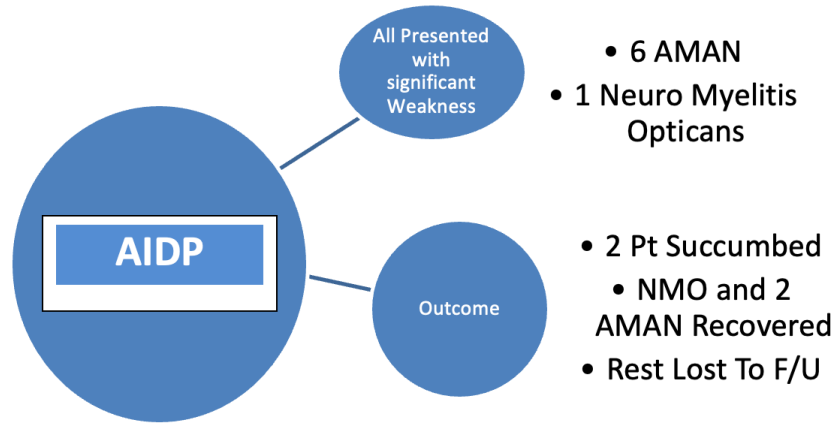 All Presented
with
significant
Weakness
• 6 AMAN
• 1 Neuro Myelitis
Opticans
AIDP
Outcome
• 2 Pt Succumbed
• NMO and 2
AMAN Recovered
• Rest Lost To F/U